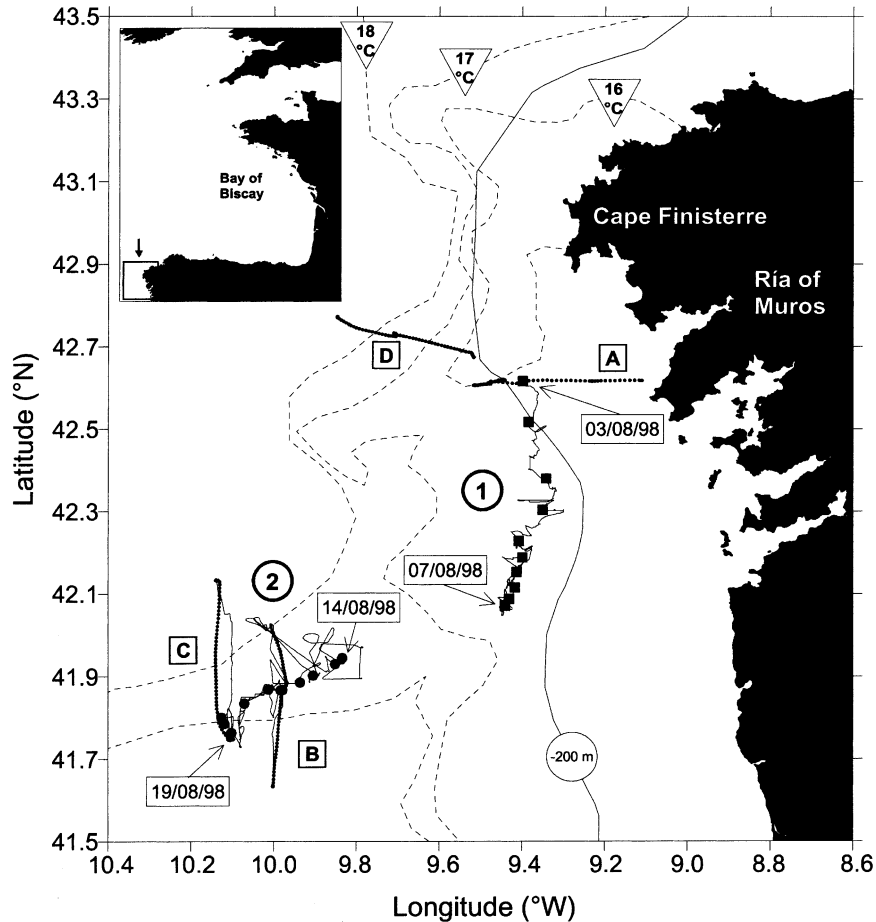 43.5
43.3
43.1
42.9
42.7
42.5
42.3
42.1
41.9
41.7
41.5
Latitude (°N)
18
°C
17
°C
16
°C
Bay of
Biscay
Cape Finisterre
Ría of
Muros
D
A
03/08/98
1
07/08/98
2
14/08/98
C
B
19/08/98
-200 m
10.4
10.2
10.0
9.8
9.6
9.4
9.2
9.0
8.8
8.6
Longitude (°W)